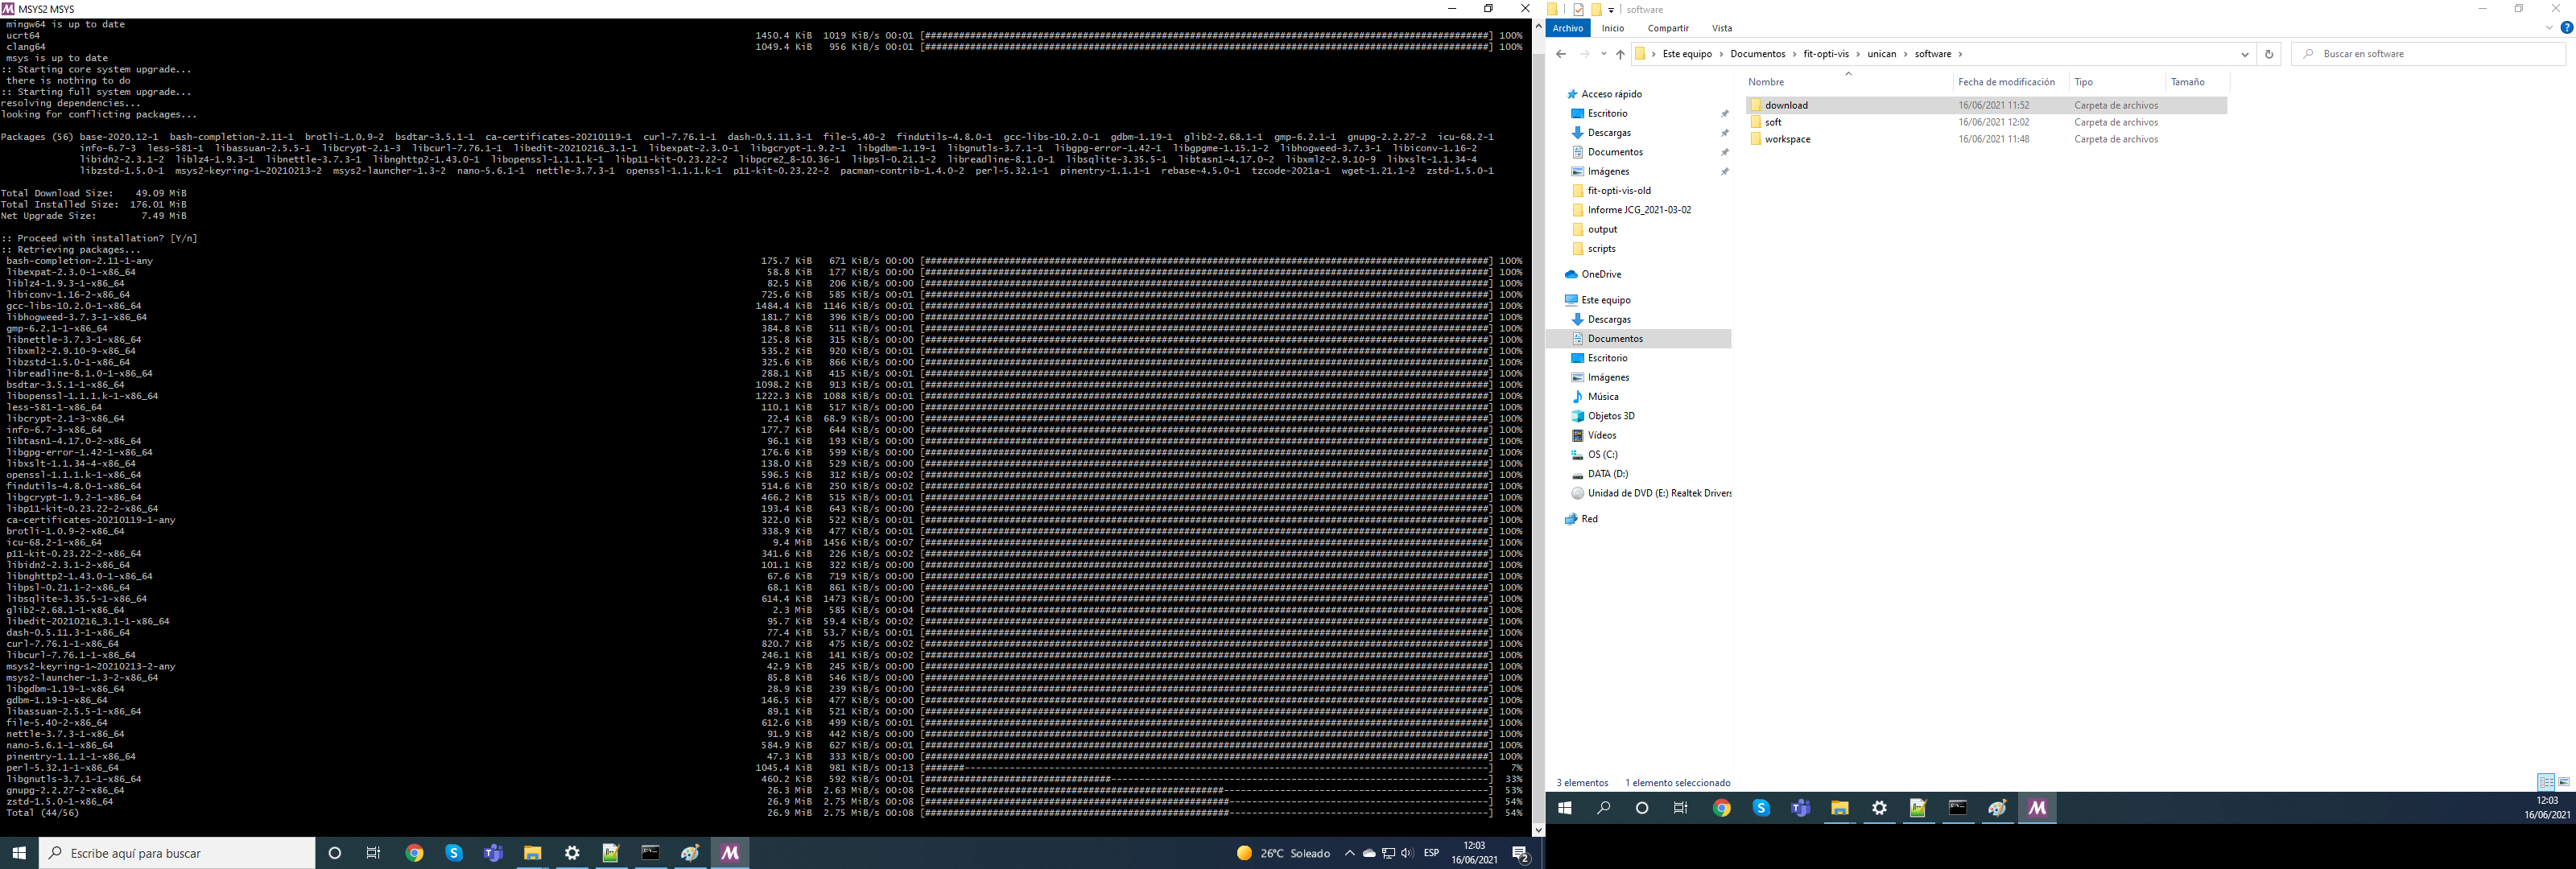 MSYS2 MSYS
mingw64 is up to date
ucrt64 1450.4 KiB 1019 KiB/s 00:01 [##########] 100%
clang64 1049.4 KiB 956 KiB/s 00:01 [##########] 100%
msys is up to date
:: Starting core system upgrade...
there is nothing to do
:: Starting full system upgrade...
resolving dependencies...
looking for conflicting packages...
Packages (56) base-2020.12-1 bash-completion-2.11-1 brotli-1.0.9-2 bsdtar-3.5.1-1 ca-certificates-20210119-1 curl-7.76.1-1 dash-0.5.11.3-1 file-5.40-2 findutils-4.8.0-1 gcc-libs-10.2.0-1 gdbm-1.19-1 glib2-2.68.1-1 gmp-6.2.1-1 gnupg-2.2.27-2 icu-68.2-1
info-6.7-3 less-581-1 libassuan-2.5.5-1 libcrypt-2.1-3 libcurl-7.76.1-1 libedit-20210216_3.1-1 libexpat-2.3.0-1 libgcrypt-1.9.2-1 libgdbm-1.19-1 libgnutls-3.7.1-1 libgpg-error-1.42-1 libgpgme-1.15.1-2 libhogweed-3.7.3-1 libiconv-1.16-2
libidn2-2.3.1-2 liblz4-1.9.3-1 libnettle-3.7.3-1 libnghttp2-1.43.0-1 libopenssl-1.1.1.k-1 libp11-kit-0.23.22-2 libpcre2_8-10.36-1 libpsl-0.21.1-2 libreadline-8.1.0-1 libsqlite-3.35.5-1 libtasn1-4.17.0-2 libxml2-2.9.10-9 libxslt-1.1.34-4
libzstd-1.5.0-1 msys2-keyring-1~20210213-2 msys2-launcher-1.3-2 nano-5.6.1-1 nettle-3.7.3-1 openssl-1.1.1.k-1 p11-kit-0.23.22-2 pacman-contrib-1.4.0-2 perl-5.32.1-1 pinentry-1.1.1-1 rebase-4.5.0-1 tzcode-2021a-1 wget-1.21.1-2 zstd-1.5.0-1
Total Download Size: 49.09 MiB
Total Installed Size: 176.01 MiB
Net Upgrade Size: 7.49 MiB
:: Proceed with installation? [Y/n]
:: Retrieving packages...
bash-completion-2.11-1-any 175.7 KiB 671 KiB/s 00:00 [##########] 100%
libexpat-2.3.0-1-x86_64 58.8 KiB 177 KiB/s 00:00 [##########] 100%
liblz4-1.9.3-1-x86_64 82.5 KiB 206 KiB/s 00:00 [##########] 100%
libiconv-1.16-2-x86_64 725.6 KiB 585 KiB/s 00:01 [##########] 100%
gcc-libs-10.2.0-1-x86_64 1484.4 KiB 1146 KiB/s 00:01 [##########] 100%
libhogweed-3.7.3-1-x86_64 181.7 KiB 396 KiB/s 00:00 [##########] 100%
gmp-6.2.1-1-x86_64 384.8 KiB 511 KiB/s 00:01 [##########] 100%
libnettle-3.7.3-1-x86_64 125.8 KiB 315 KiB/s 00:00 [##########] 100%
libxml2-2.9.10-9-x86_64 535.2 KiB 920 KiB/s 00:01 [##########] 100%
libzstd-1.5.0-1-x86_64 325.6 KiB 866 KiB/s 00:00 [##########] 100%
libreadline-8.1.0-1-x86_64 288.1 KiB 415 KiB/s 00:01 [##########] 100%
bsdtar-3.5.1-1-x86_64 1098.2 KiB 913 KiB/s 00:01 [##########] 100%
libopenssl-1.1.1.k-1-x86_64 1222.3 KiB 1088 KiB/s 00:01 [##########] 100%
less-581-1-x86_64 110.1 KiB 517 KiB/s 00:00 [##########] 100%
libcrypt-2.1-3-x86_64 22.4 KiB 68.9 KiB/s 00:00 [##########] 100%
info-6.7-3-x86_64 177.7 KiB 644 KiB/s 00:00 [##########] 100%
libtasn1-4.17.0-2-x86_64 96.1 KiB 193 KiB/s 00:00 [##########] 100%
libgpg-error-1.42-1-x86_64 176.6 KiB 599 KiB/s 00:00 [##########] 100%
libxslt-1.1.34-4-x86_64 138.0 KiB 529 KiB/s 00:00 [##########] 100%
openssl-1.1.1.k-1-x86_64 596.5 KiB 312 KiB/s 00:02 [##########] 100%
findutils-4.8.0-1-x86_64 514.6 KiB 250 KiB/s 00:02 [##########] 100%
libgcrypt-1.9.2-1-x86_64 466.2 KiB 515 KiB/s 00:01 [##########] 100%
libp11-kit-0.23.22-2-x86_64 193.4 KiB 643 KiB/s 00:00 [##########] 100%
ca-certificates-20210119-1-any 322.0 KiB 522 KiB/s 00:01 [##########] 100%
brotli-1.0.9-2-x86_64 338.9 KiB 477 KiB/s 00:01 [##########] 100%
icu-68.2-1-x86_64 9.4 MiB 1456 KiB/s 00:07 [##########] 100%
p11-kit-0.23.22-2-x86_64 341.6 KiB 226 KiB/s 00:02 [##########] 100%
libidn2-2.3.1-2-x86_64 101.1 KiB 322 KiB/s 00:00 [##########] 100%
libnghttp2-1.43.0-1-x86_64 67.6 KiB 719 KiB/s 00:00 [##########] 100%
libpsl-0.21.1-2-x86_64 68.1 KiB 861 KiB/s 00:00 [##########] 100%
libsqlite-3.35.5-1-x86_64 614.4 KiB 1473 KiB/s 00:00 [##########] 100%
glib2-2.68.1-1-x86_64 2.3 MiB 585 KiB/s 00:04 [##########] 100%
libedit-20210216_3.1-1-x86_64 95.7 KiB 59.4 KiB/s 00:02 [##########] 100%
dash-0.5.11.3-1-x86_64 77.4 KiB 53.7 KiB/s 00:01 [##########] 100%
curl-7.76.1-1-x86_64 820.7 KiB 475 KiB/s 00:02 [##########] 100%
libcurl-7.76.1-1-x86_64 246.1 KiB 141 KiB/s 00:02 [##########] 100%
msys2-keyring-1~20210213-2-any 42.9 KiB 245 KiB/s 00:00 [##########] 100%
msys2-launcher-1.3-2-x86_64 85.8 KiB 546 KiB/s 00:00 [##########] 100%
libgdbm-1.19-1-x86_64 28.9 KiB 239 KiB/s 00:00 [##########] 100%
gdbm-1.19-1-x86_64 146.5 KiB 477 KiB/s 00:00 [##########] 100%
libassuan-2.5.5-1-x86_64 89.1 KiB 521 KiB/s 00:00 [##########] 100%
file-5.40-2-x86_64 612.6 KiB 499 KiB/s 00:01 [##########] 100%
nettle-3.7.3-1-x86_64 91.9 KiB 442 KiB/s 00:00 [##########] 100%
nano-5.6.1-1-x86_64 584.9 KiB 627 KiB/s 00:01 [##########] 100%
pinentry-1.1.1-1-x86_64 47.3 KiB 333 KiB/s 00:00 [##########] 100%
perl-5.32.1-1-x86_64 1045.4 KiB 981 KiB/s 00:13 [#######----------] 7%
libgnutls-3.7.1-1-x86_64 460.2 KiB 592 KiB/s 00:01 [##########----------] 33%
gnupg-2.2.27-2-x86_64 26.3 MiB 2.63 MiB/s 00:08 [##########----------] 53%
zstd-1.5.0-1-x86_64 26.9 MiB 2.75 MiB/s 00:08 [##########----------] 54%
Total (44/56) 26.9 MiB 2.75 MiB/s 00:08 [##########----------] 54%
Escribe aquí para buscar
26°C Soleado
ESP
12:03
16/06/2021
2
software
Archivo Inicio Compartir Vista
Este equipo > Documentos > fit-opti-vis > unican > software >
Buscar en software
Nombre Fecha de modificación Tipo Tamaño
download 16/06/2021 11:52 Carpeta de archivos
soft 16/06/2021 12:02 Carpeta de archivos
workspace 16/06/2021 11:48 Carpeta de archivos
Acceso rápido
Escritorio
Descargas
Documentos
Imágenes
fit-opti-vis-old
Informe JCG_2021-03-02
output
scripts
OneDrive
Este equipo
Descargas
Documentos
Escritorio
Imágenes
Música
Objetos 3D
Vídeos
OS (C:)
DATA (D:)
Unidad de DVD (E:) Realtek Drivers
Red
3 elementos 1 elemento seleccionado
12:03
16/06/2021